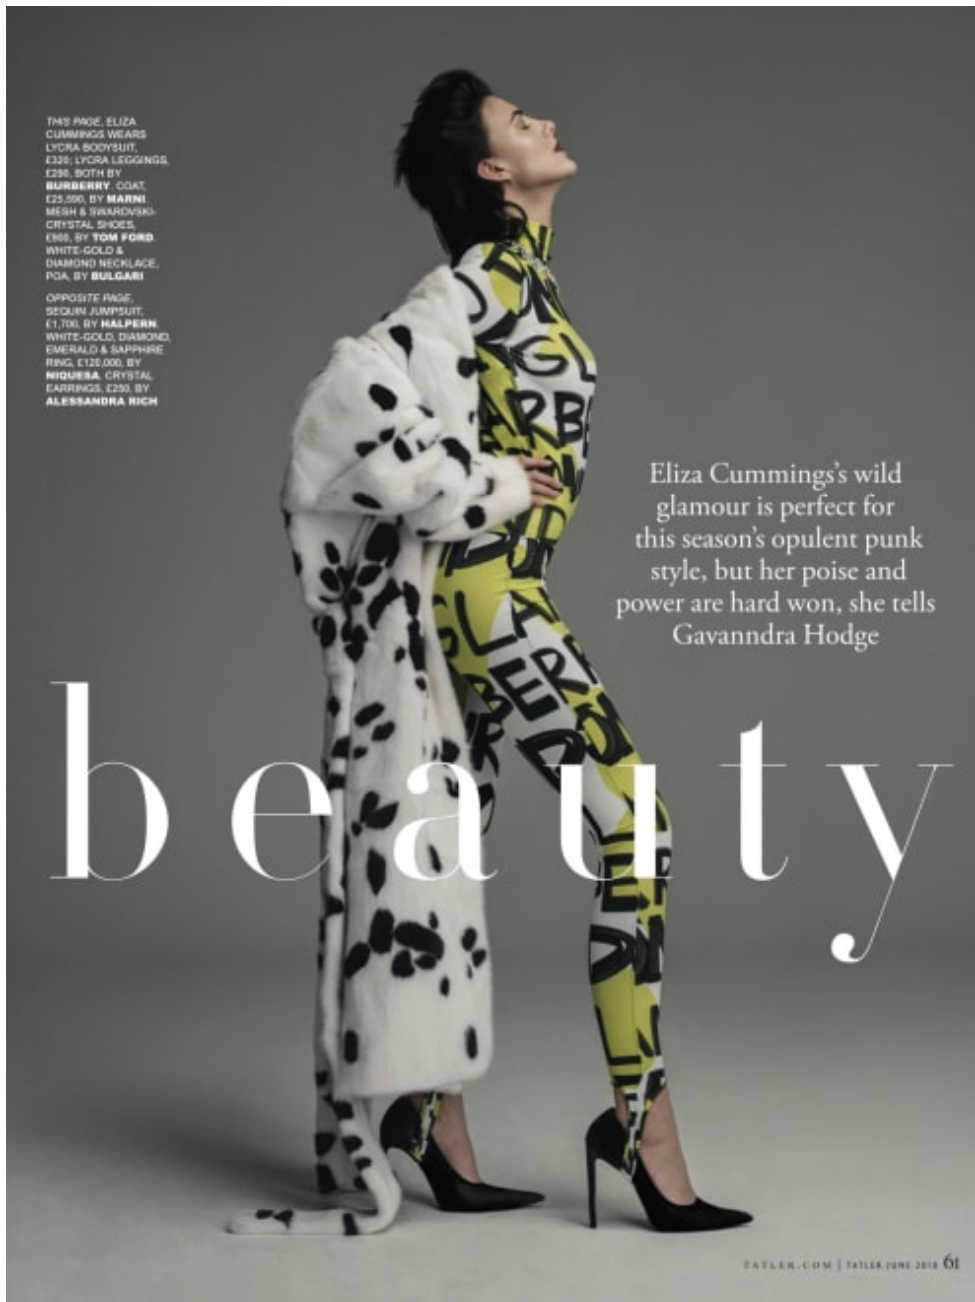 THIS PAGE, ELIZA
CUMMINGS WEARS
LYCRA BODYSUIT,
£320; LYCRA LEGGINGS,
£290, BOTH BY
BURBERRY. COAT,
£25,590, BY MARNI.
MESH & SWAROVSKI-
CRYSTAL SHOES,
£900, BY TOM FORD.
WHITE-GOLD &
DIAMOND NECKLACE,
POA, BY BULGARI
OPPOSITE PAGE,
SEQUIN JUMPSUIT,
£1,700, BY HALPERN.
WHITE-GOLD, DIAMOND,
EMERALD & SAPPHIRE
RING, £120,000, BY
NIQUESA. CRYSTAL
EARRINGS, £250, BY
ALESSANDRA RICH
Eliza Cummings's wild
glamour is perfect for
this season's opulent punk
style, but her poise and
power are hard won, she tells
Gavanndra Hodge
beauty
TATLER.COM | TATLER JUNE 2018 61